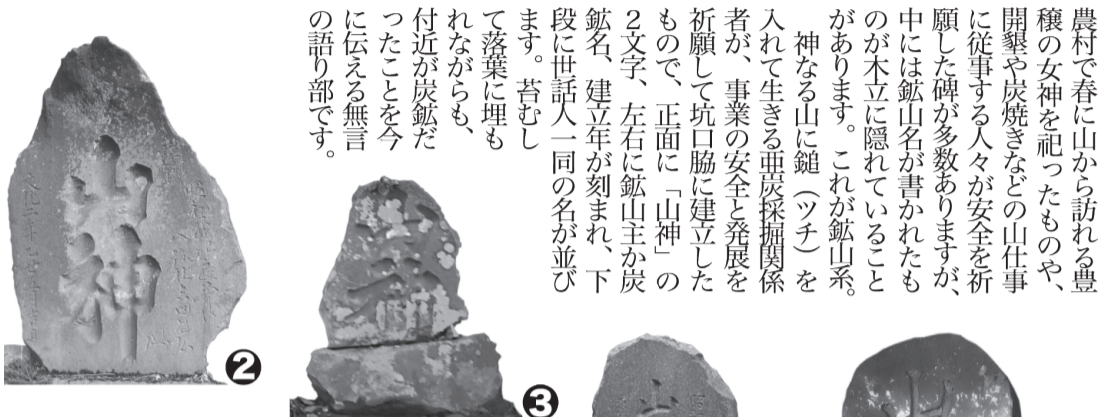 農村で春に山から訪れる豊
穣の女神を祀ったものや、
開墾や炭焼きなどの山仕事
に従事する人々が安全を祈
願した碑が多数ありますが、
中には鉱山名が書かれたも
のが木立に隠れていること
があります。これが鉱山系。
神なる山に鎚（ツチ）を
入れて生きる亜炭採掘関係
者が、事業の安全と発展を
祈願して坑口脇に建立した
もので、正面に「山神」の
２文字、左右に鉱山主か炭
鉱名、建立年が刻まれ、下
段に世話人一同の名が並び
ます。苔むし
て落葉に埋も
れながらも、
付近が炭鉱だ
ったことを今
に伝える無言
の語り部です。
山神
❷
❸